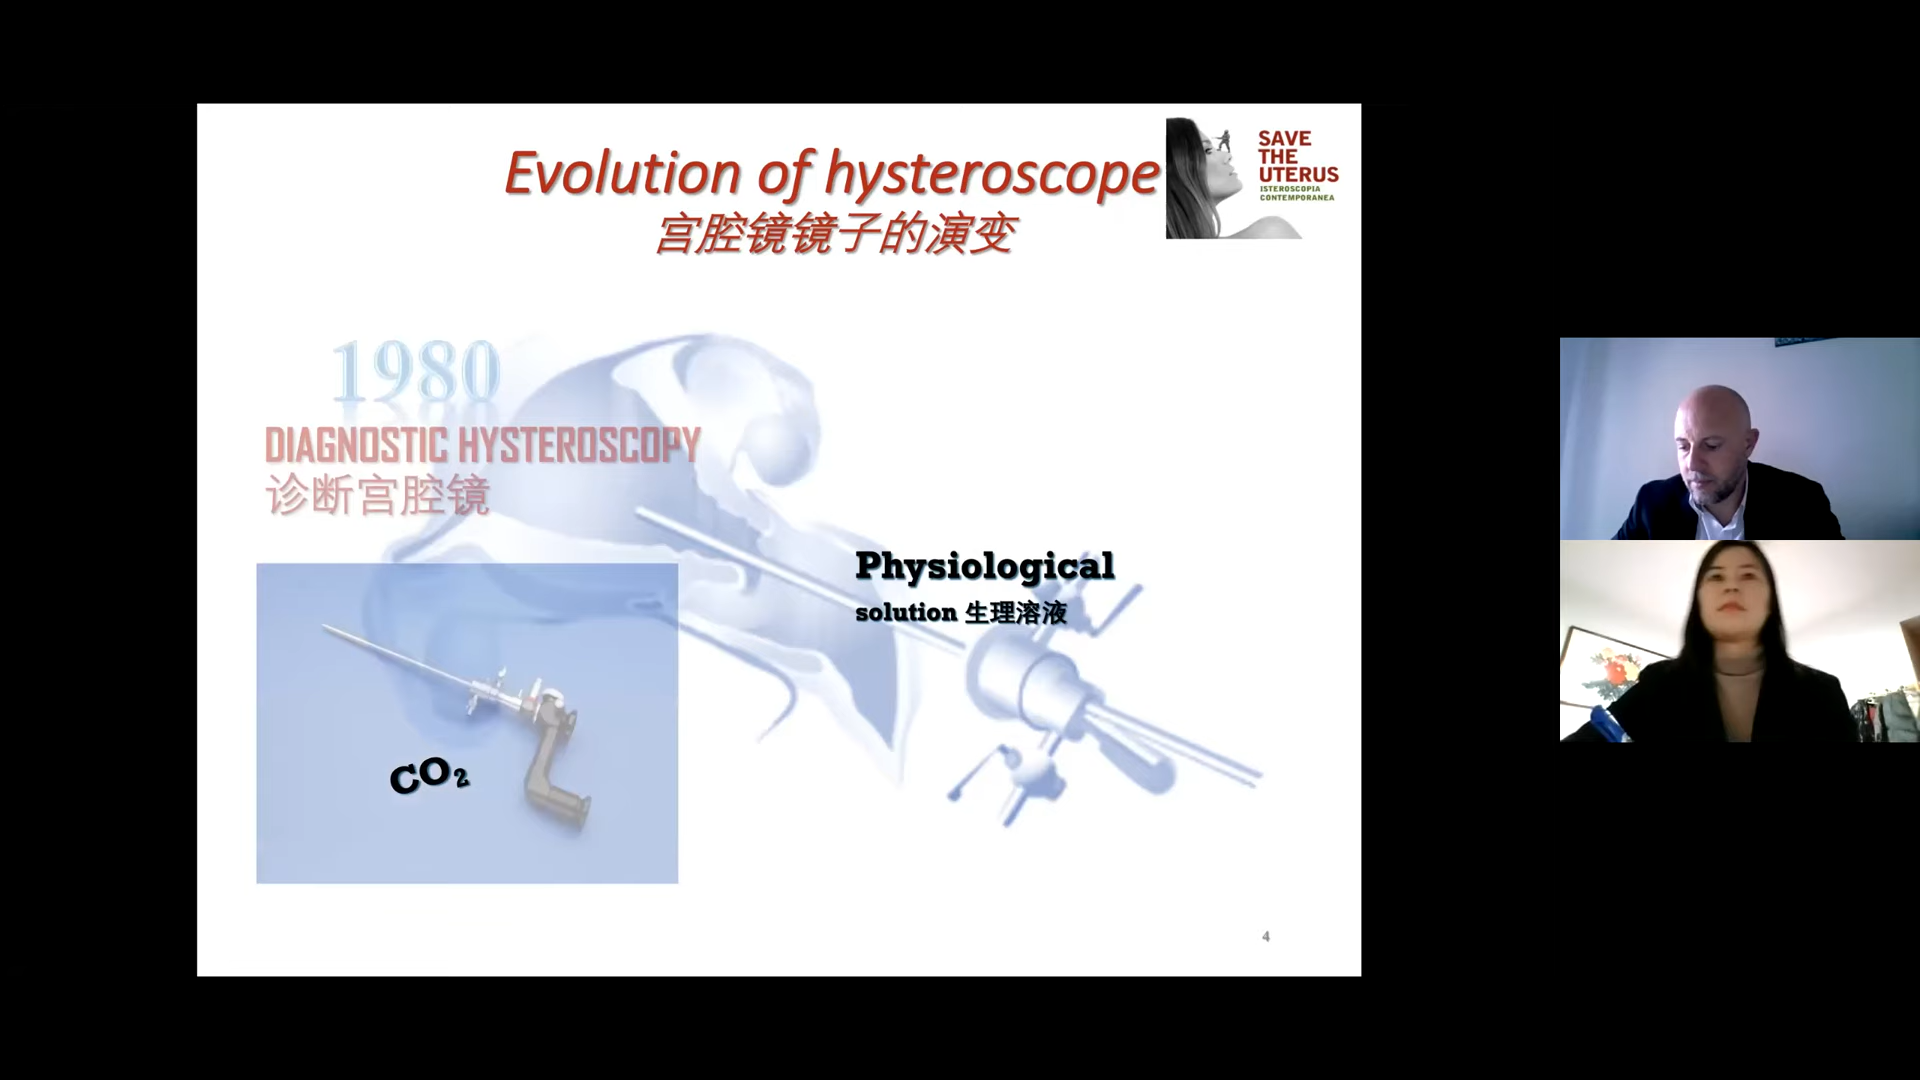 Evolution of hysteroscope
宫腔镜镜子的演变
SAVE
THE
UTERUS
ISTEROSCOPIA
CONTEMPORANEA
1980
DIAGNOSTIC HYSTEROSCOPY
诊断宫腔镜
Physiological
solution 生理溶液
CO₂
4